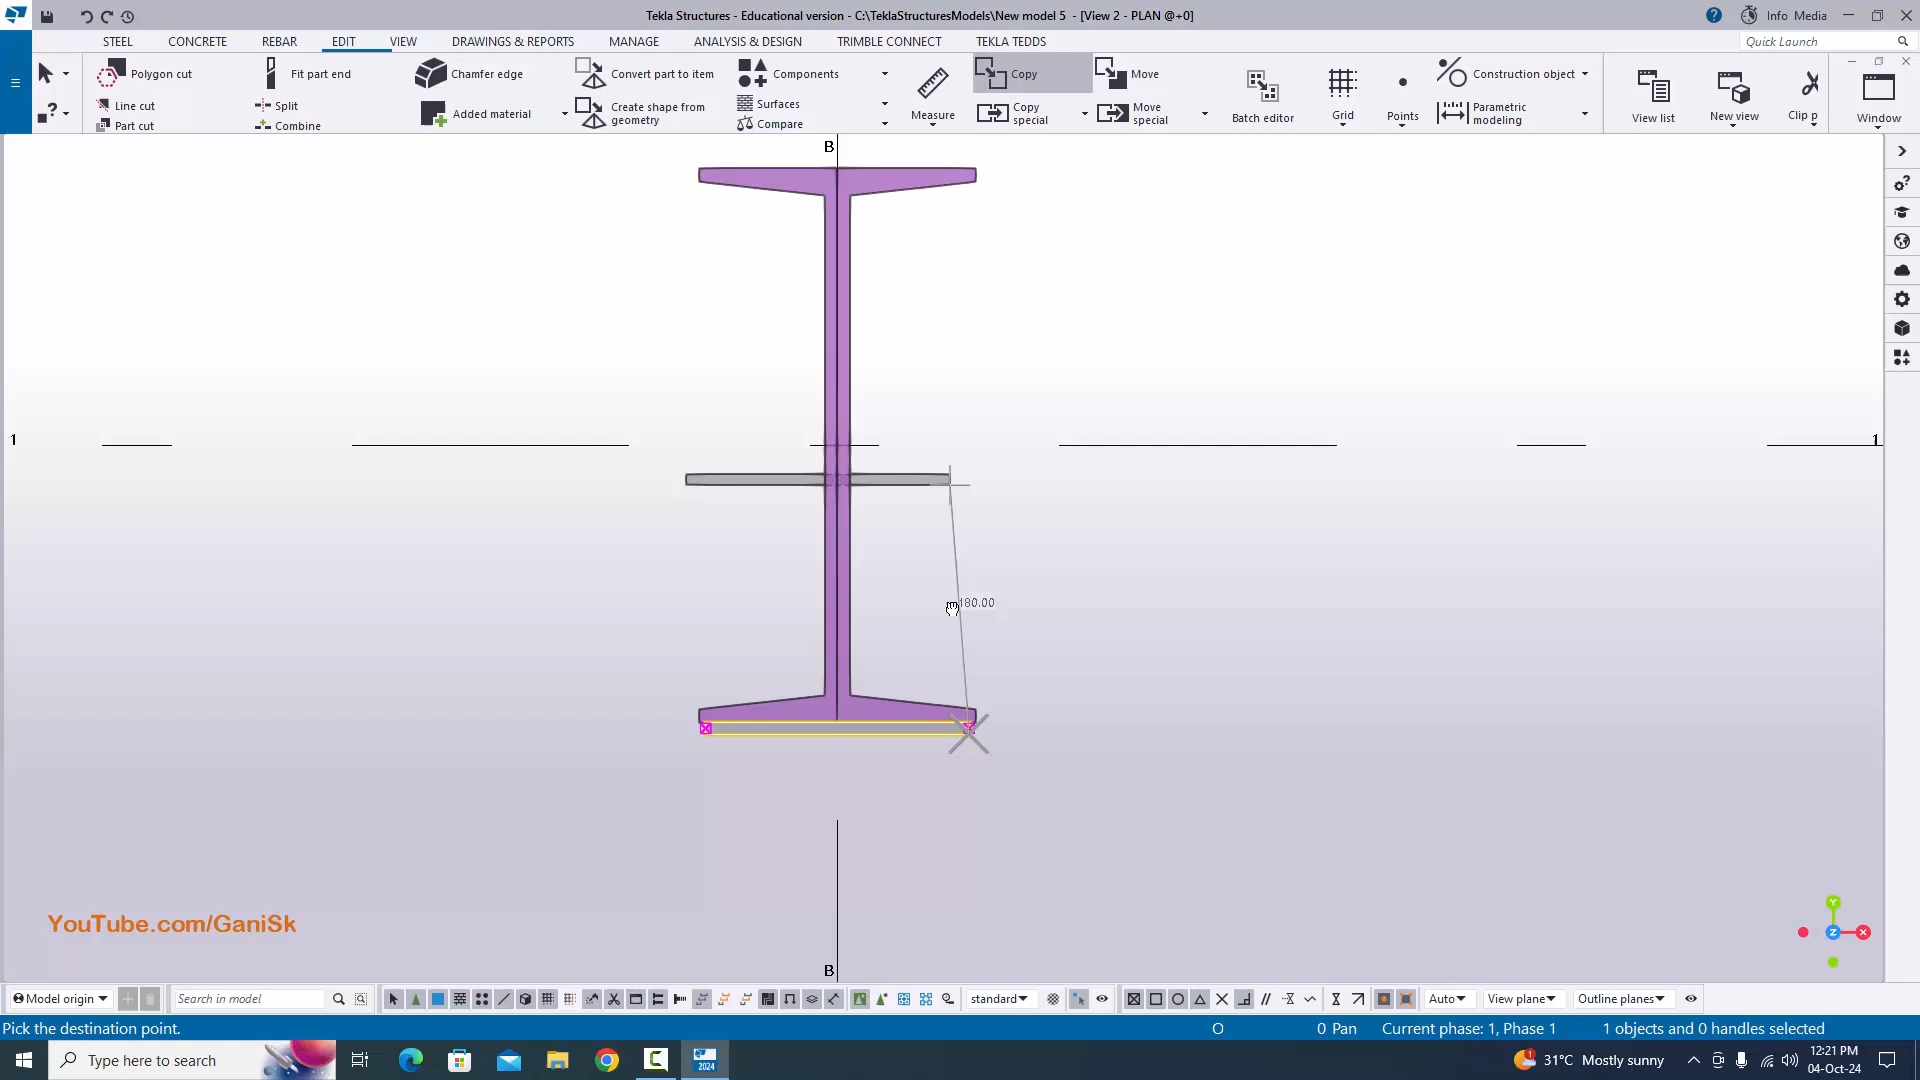 Tekla Structures - Educational version - C:\TeklaStructuresModels\New model 5 - [View 2 - PLAN @+0]
Info Media
STEEL CONCRETE REBAR EDIT VIEW DRAWINGS & REPORTS MANAGE ANALYSIS & DESIGN TRIMBLE CONNECT TEKLA TEDDS
Quick Launch
Polygon cut
Line cut
Part cut
Fit part end
Split
Combine
Chamfer edge
Added material
Convert part to item
Create shape from
geometry
Components
Surfaces
Compare
Measure
Copy
Copy
special
Move
Move
special
Batch editor
Grid
Points
Construction object
Parametric
modeling
View list
New view
Clip p
Window
B
1
1
180.00
YouTube.com/GaniSk
B
Y
Z
X
Model origin
Search in model
standard
Auto
View plane
Outline planes
Pick the destination point.
O
0 Pan
Current phase: 1, Phase 1
1 objects and 0 handles selected
Type here to search
2024
1
31°C Mostly sunny
12:21 PM
04-Oct-24